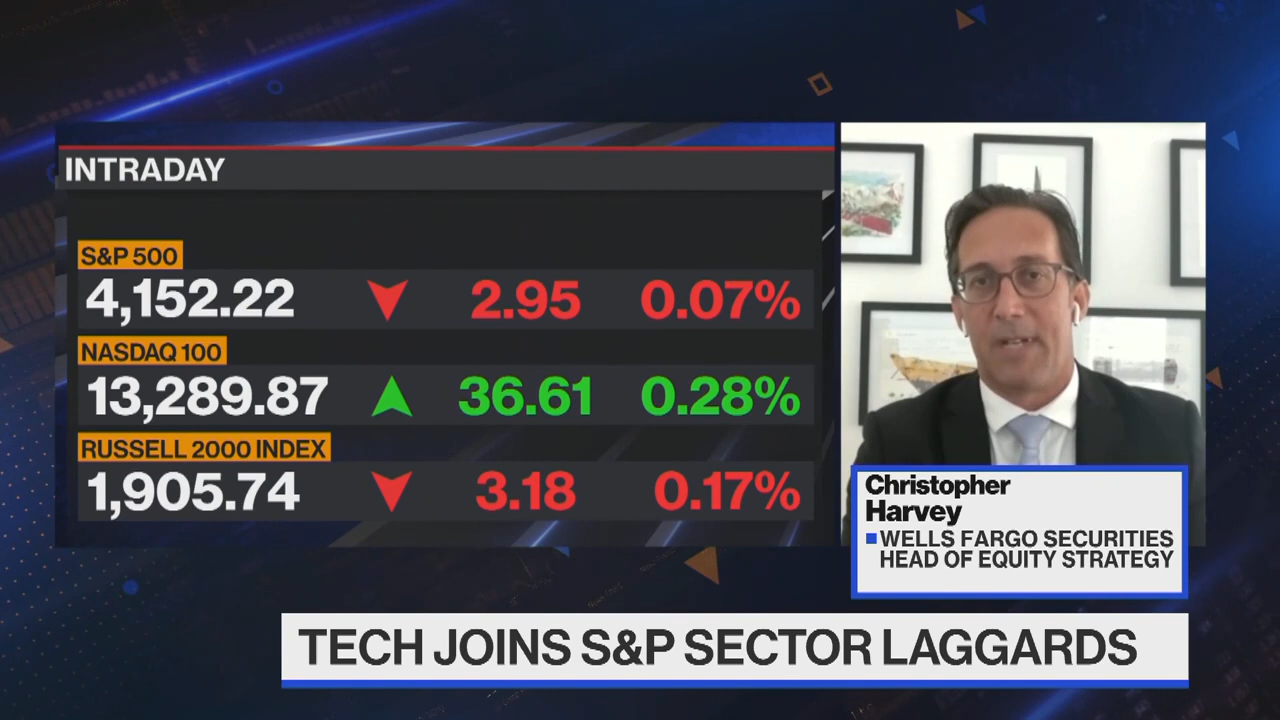 INTRADAY
S&P 500
4,152.22 2.95 0.07%
NASDAQ 100
13,289.87 36.61 0.28%
RUSSELL 2000 INDEX
1,905.74 3.18 0.17%
Christopher
Harvey
WELLS FARGO SECURITIES
HEAD OF EQUITY STRATEGY
TECH JOINS S&P SECTOR LAGGARDS